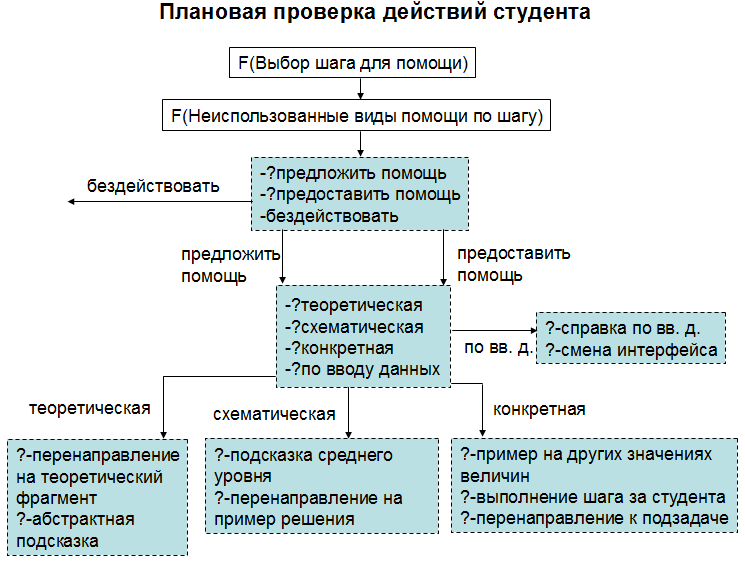 Плановая проверка действий студента
F(Выбор шага для помощи)
F(Неиспользованные виды помощи по шагу)
бездействовать
-?предложить помощь
-?предоставить помощь
-бездействовать
предложить
помощь
предоставить
помощь
-?теоретическая
-?схематическая
-?конкретная
-?по вводу данных
по вв. д.
?-справка по вв. д.
?-смена интерфейса
теоретическая
схематическая
конкретная
?-перенаправление
на теоретический
фрагмент
?-абстрактная
подсказка
?-подсказка среднего
уровня
?-перенаправление на
пример решения
?-пример на других значениях
величин
?-выполнение шага за студента
?-перенаправление к подзадаче